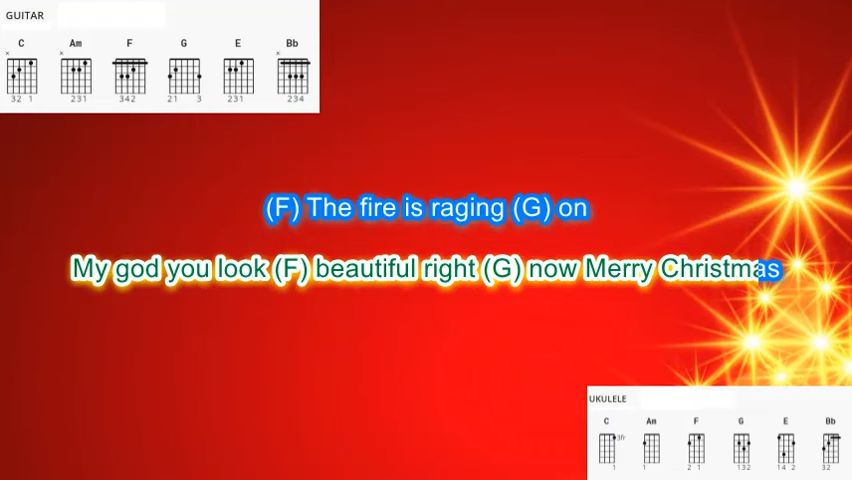 GUITAR
C Am F G E Bb
x x x
32 1 231 342 21 3 231 234
(F) The fire is raging (G) on
My god you look (F) beautiful right (G) now Merry Christmas
UKULELE
C Am F G E Bb
3fr
1 1 2 1 132 14 2 32